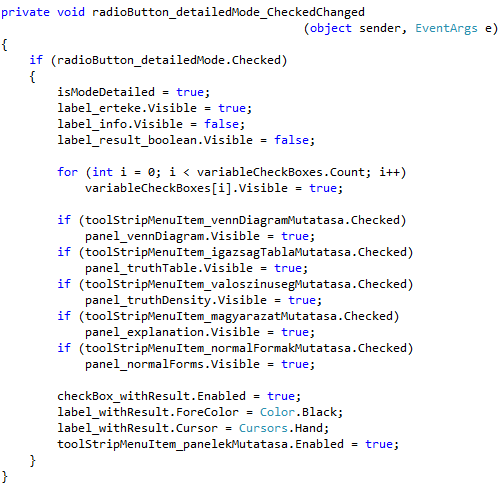 private void radioButton_detailedMode_CheckedChanged
(object sender, EventArgs e)
{
if (radioButton_detailedMode.Checked)
{
isModeDetailed = true;
label_erteke.Visible = true;
label_info.Visible = false;
label_result_boolean.Visible = false;
for (int i = 0; i < variableCheckBoxes.Count; i++)
variableCheckBoxes[i].Visible = true;
if (toolStripMenuItem_vennDiagramMutatasa.Checked)
panel_vennDiagram.Visible = true;
if (toolStripMenuItem_igazsagTablaMutatasa.Checked)
panel_truthTable.Visible = true;
if (toolStripMenuItem_valoszinusegMutatasa.Checked)
panel_truthDensity.Visible = true;
if (toolStripMenuItem_magyarazatMutatasa.Checked)
panel_explanation.Visible = true;
if (toolStripMenuItem_normalFormakMutatasa.Checked)
panel_normalForms.Visible = true;
checkBox_withResult.Enabled = true;
label_withResult.ForeColor = Color.Black;
label_withResult.Cursor = Cursors.Hand;
toolStripMenuItem_panelekMutatasa.Enabled = true;
}
}